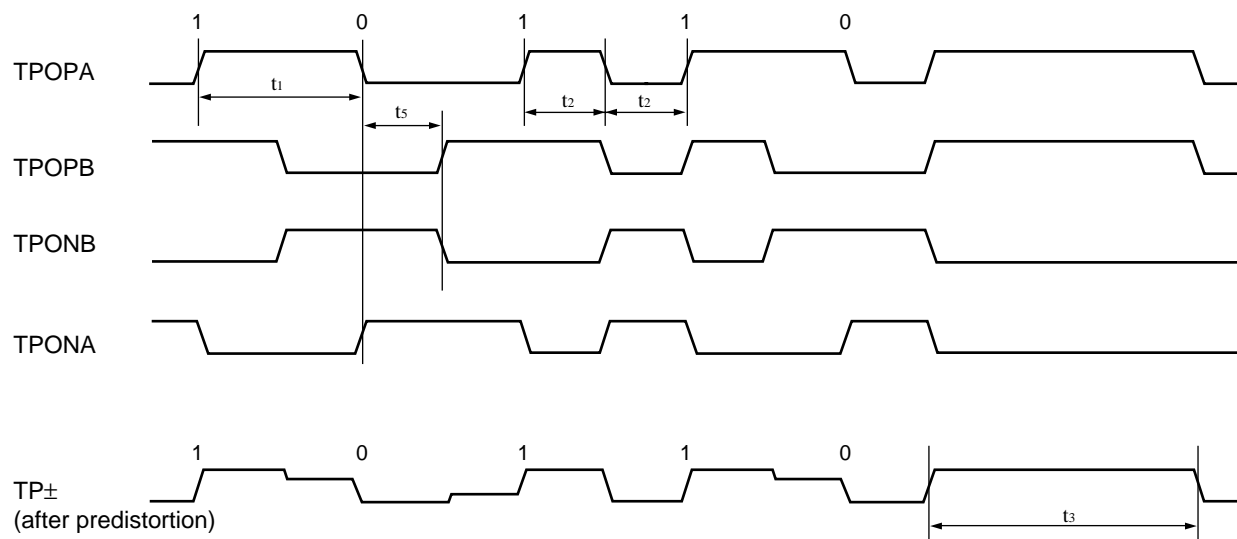 1 0 1 1 0
TPOPA
t1 t2 t2
t5
TPOPB
TPONB
TPONA
1 0 1 1 0
TP±
(after predistortion)
t3